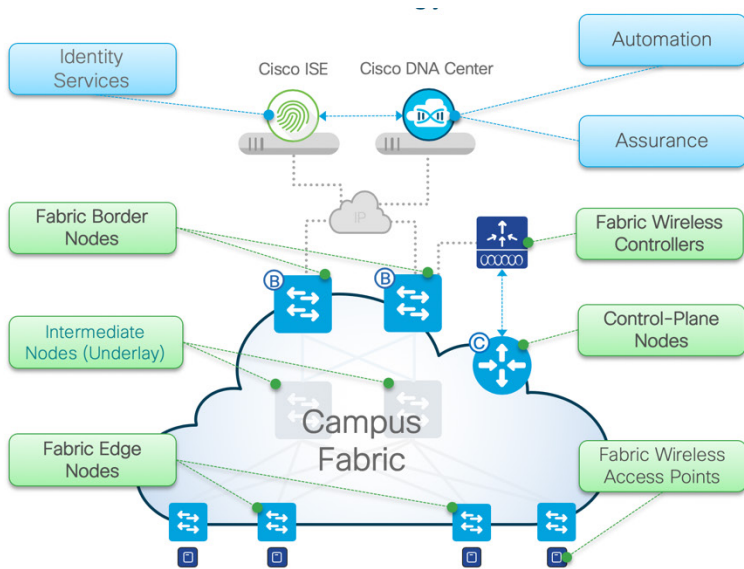 Identity
Services
Cisco ISE
Cisco DNA Center
Automation
Assurance
IP
Fabric Border
Nodes
Fabric Wireless
Controllers
B
B
Intermediate
Nodes (Underlay)
C
Control-Plane
Nodes
Campus
Fabric
Fabric Edge
Nodes
Fabric Wireless
Access Points